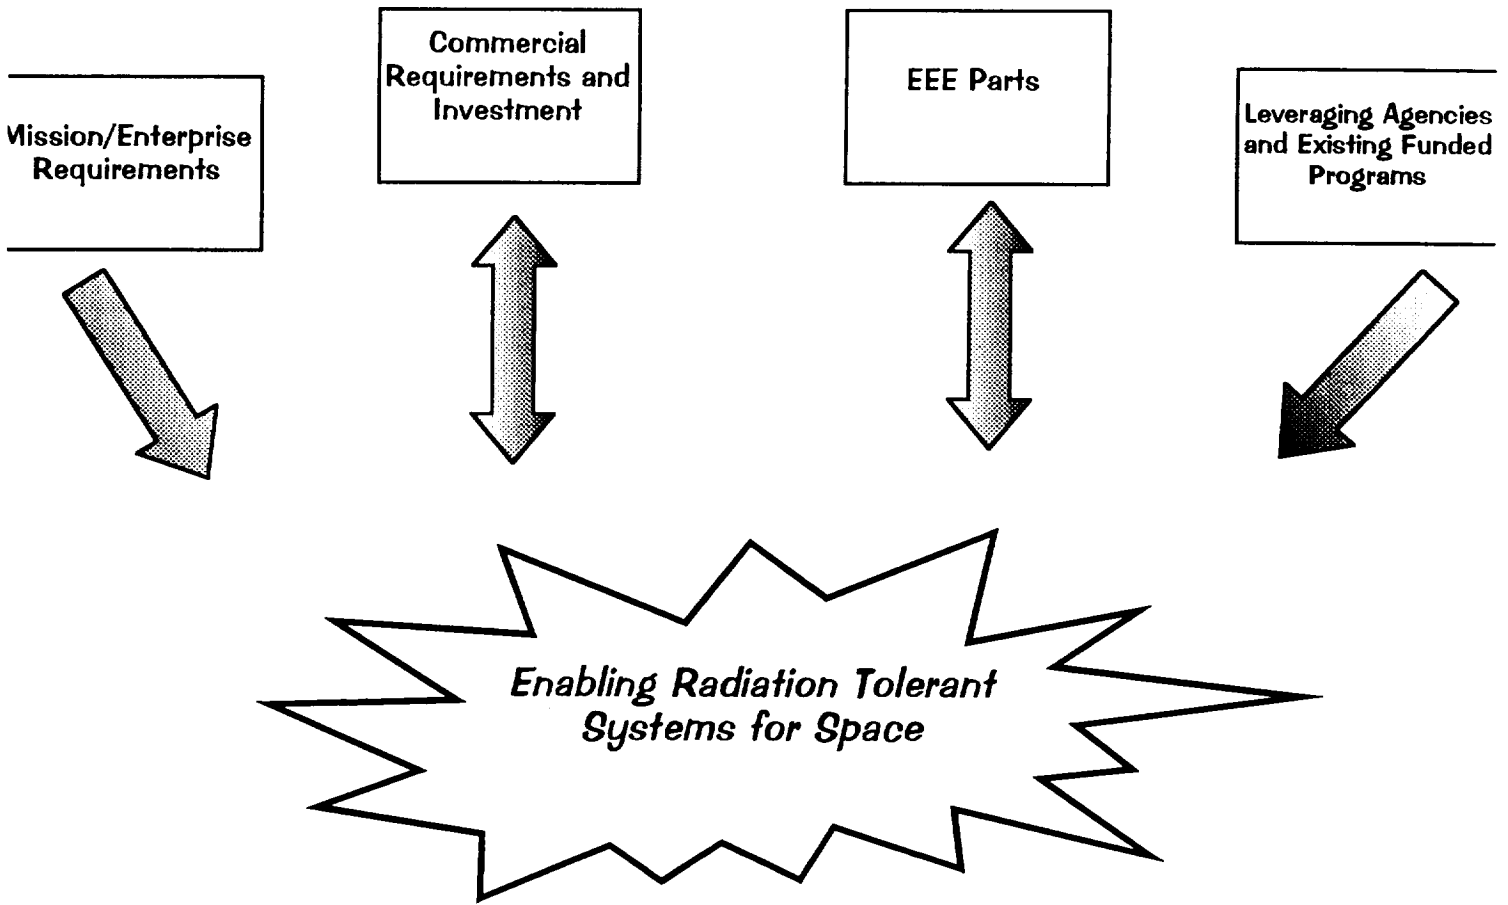 Commercial
Requirements and
Investment
EEE Parts
Mission/Enterprise
Requirements
Leveraging Agencies
and Existing Funded
Programs
Enabling Radiation Tolerant
Systems for Space